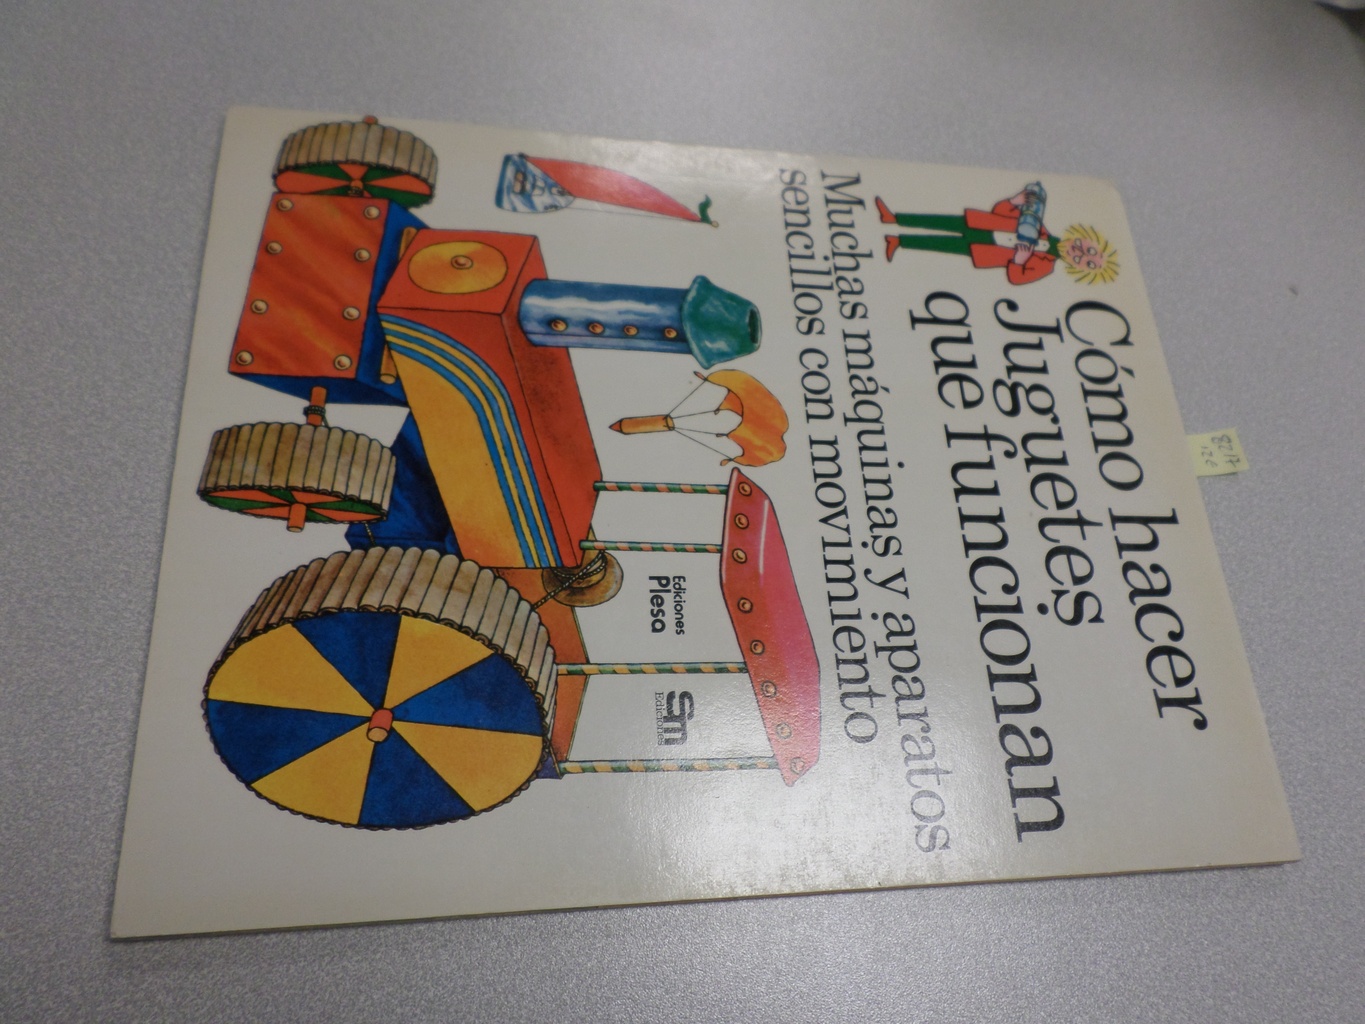 Cómo hacer
Juguetes
que funcionan
Muchas máquinas y aparatos
sencillos con movimiento
Ediciones
Plesa
Sm
Ediciones